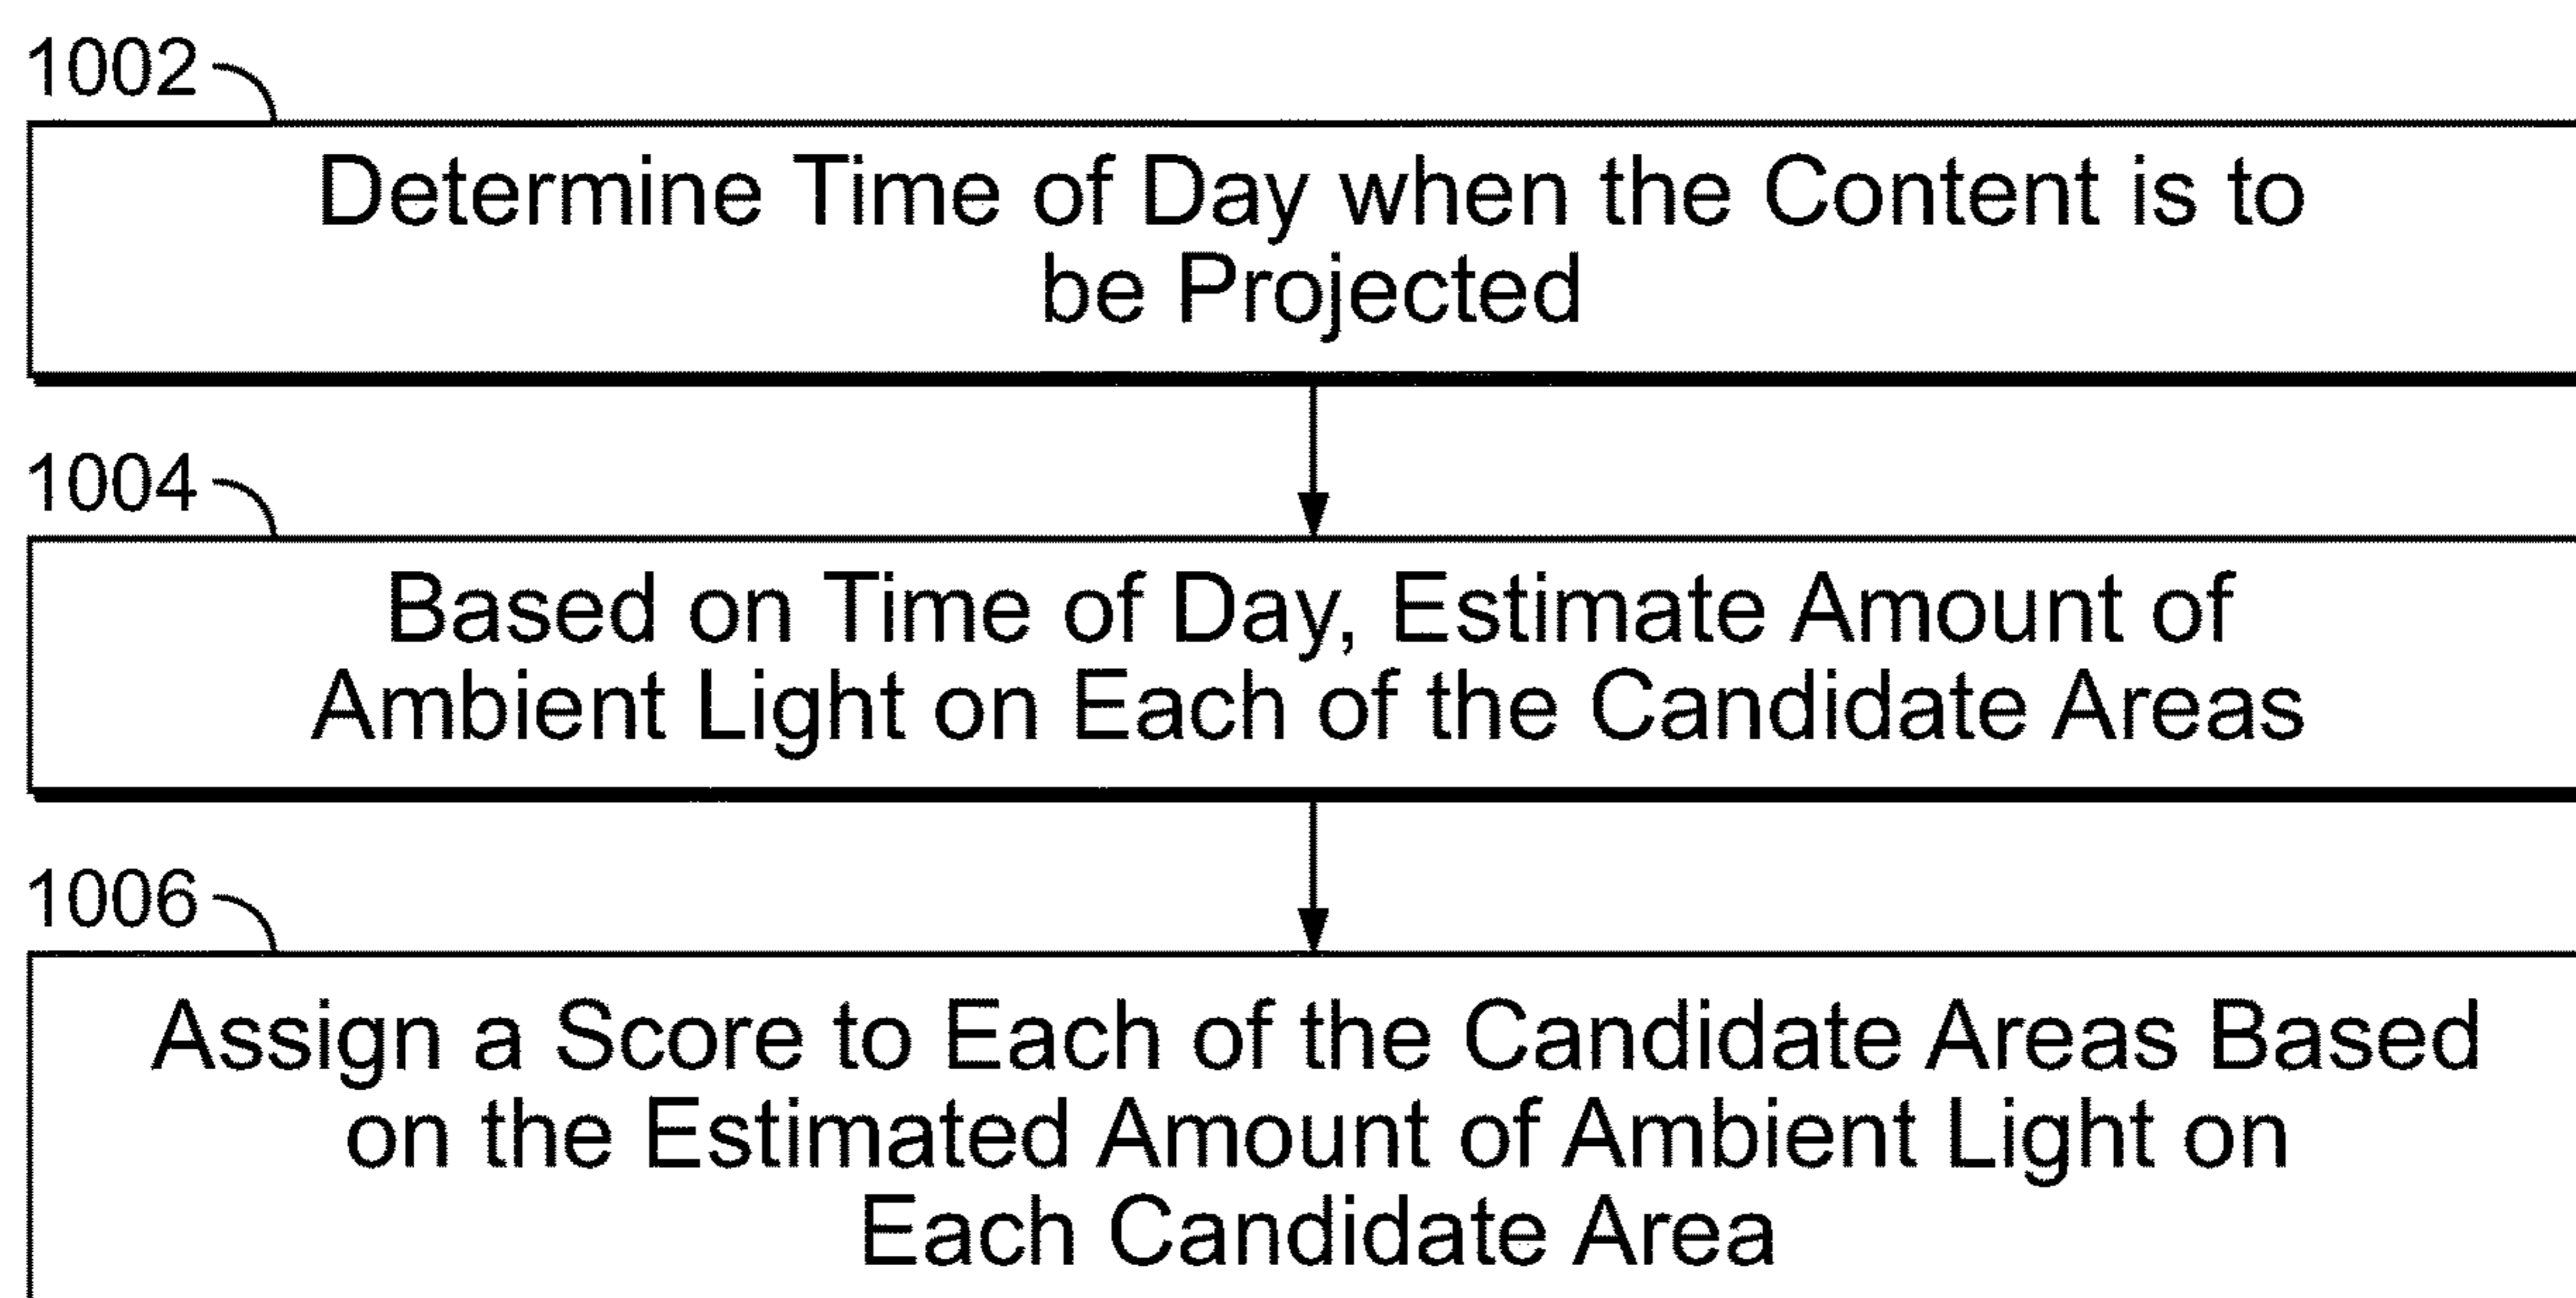 1002
Determine Time of Day when the Content is to
be Projected
1004
Based on Time of Day, Estimate Amount of
Ambient Light on Each of the Candidate Areas
1006
Assign a Score to Each of the Candidate Areas Based
on the Estimated Amount of Ambient Light on
Each Candidate Area